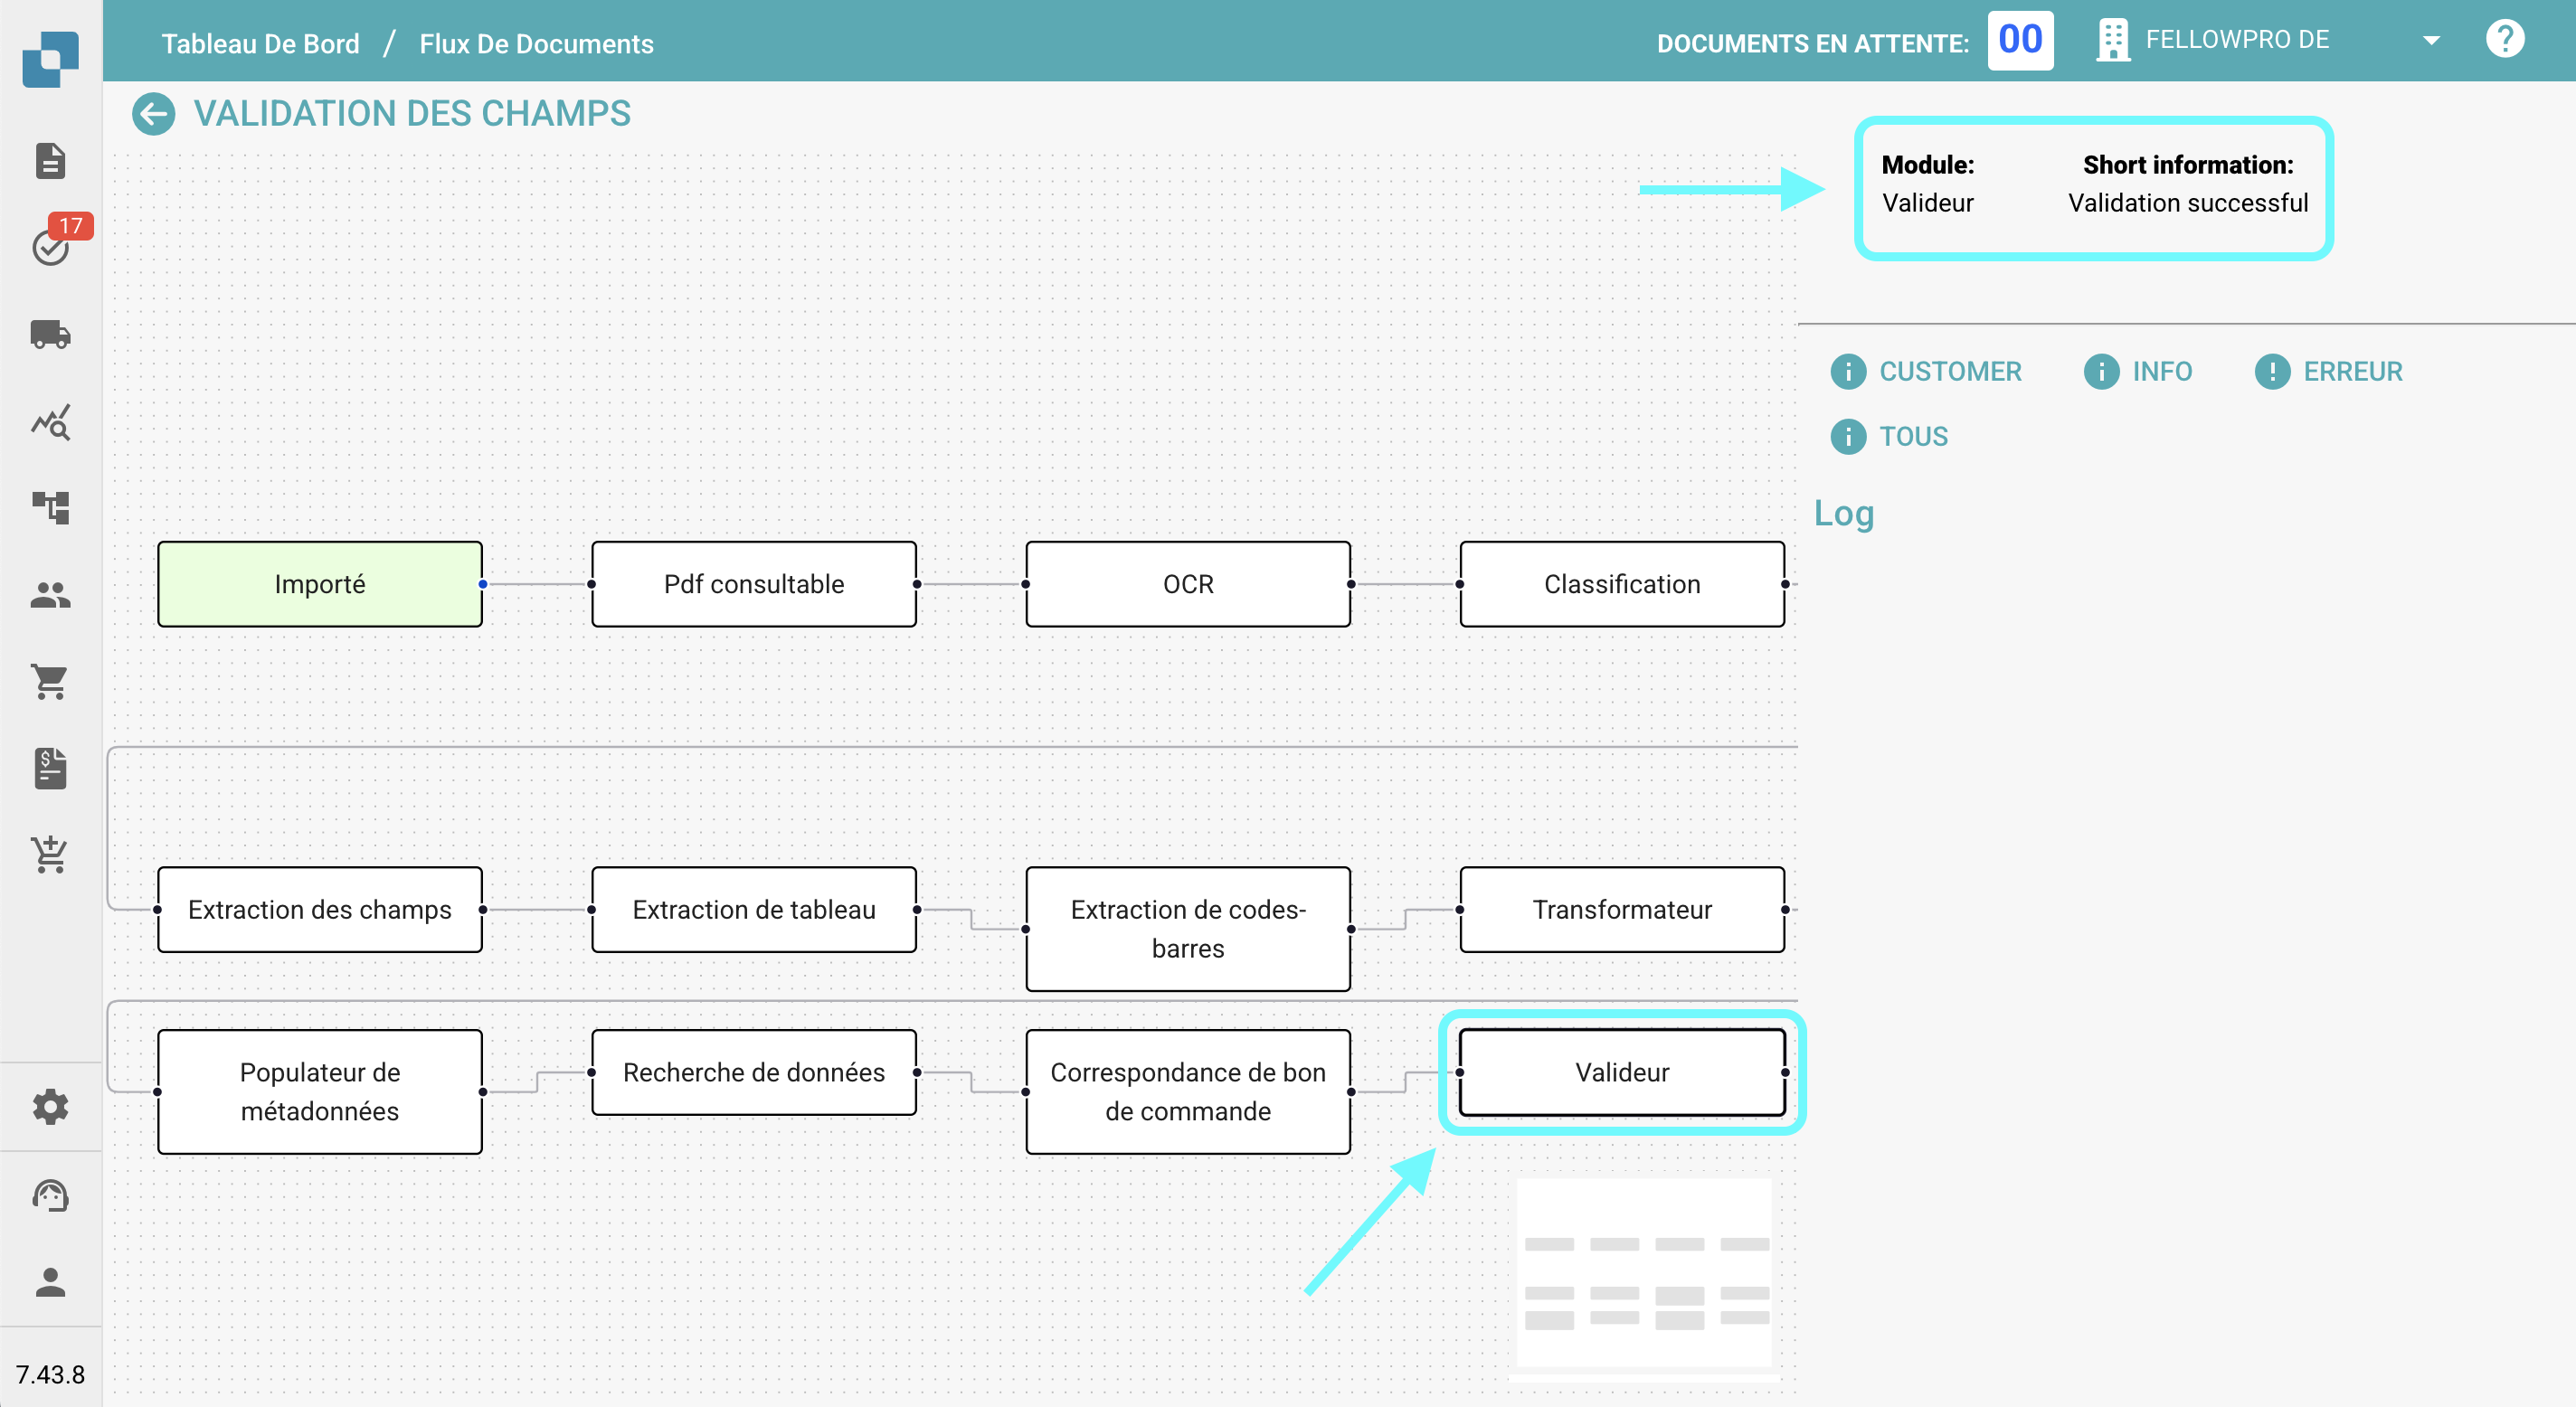 Tableau De Bord / Flux De Documents
DOCUMENTS EN ATTENTE: 00 FELLOWPRO DE ?
VALIDATION DES CHAMPS
Module: Short information:
Valideur Validation successful
17
CUSTOMER INFO ERREUR
TOUS
Log
Importé
Pdf consultable
OCR
Classification
Extraction des champs
Extraction de tableau
Extraction de codes-
barres
Transformateur
Populateur de
métadonnées
Recherche de données
Correspondance de bon
de commande
Valideur
7.43.8